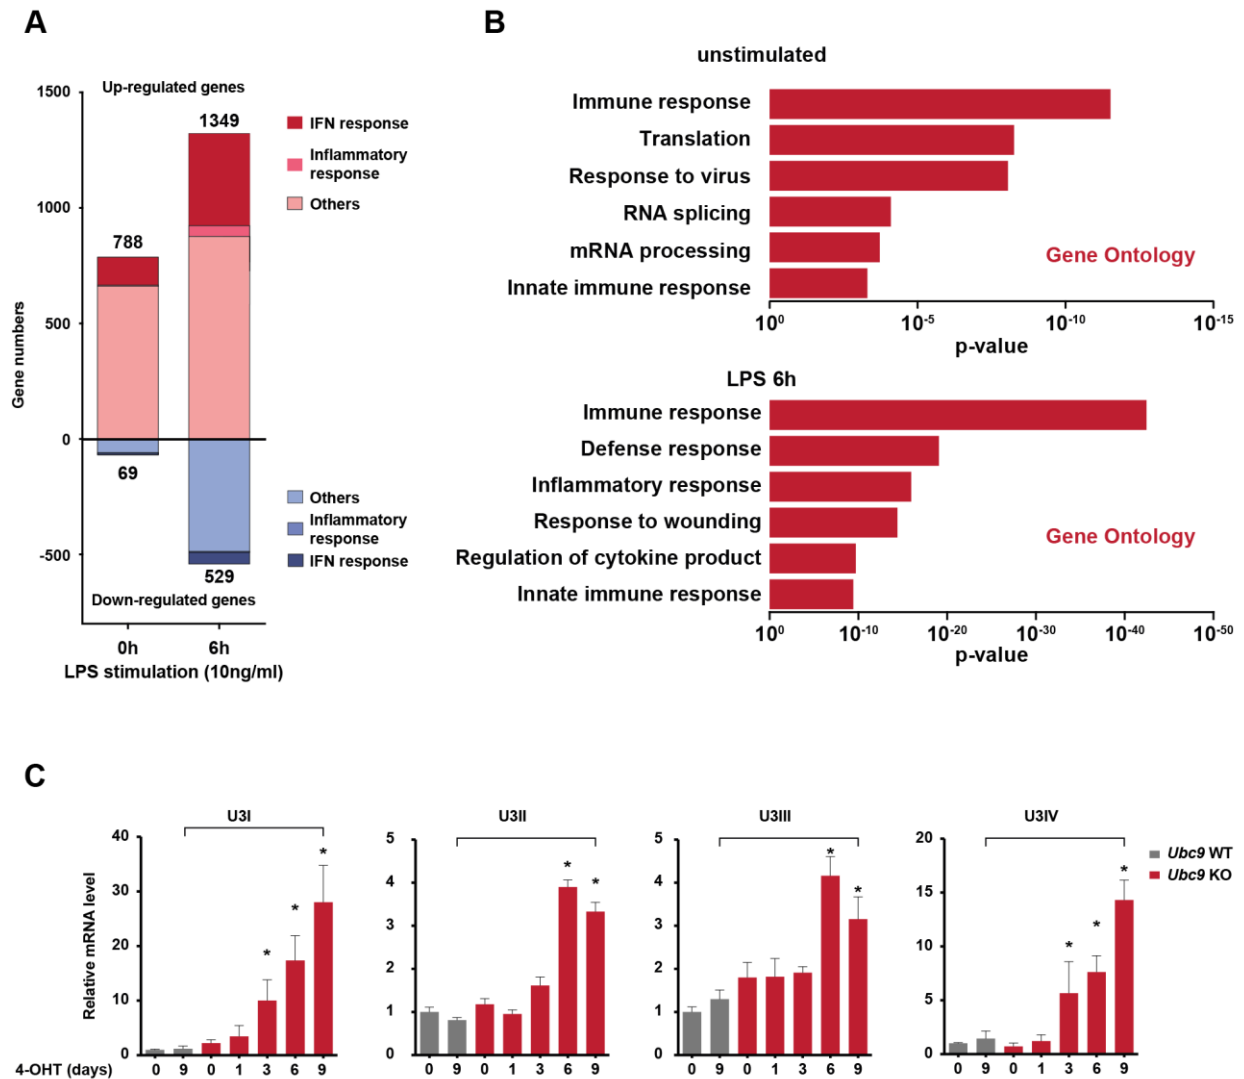 A
Up-regulated genes
1500
1349
1000
788
500
0
69
-500
529
Down-regulated genes
Gene numbers
0h 6h
LPS stimulation (10ng/ml)
IFN response
Inflammatory
response
Others
Others
Inflammatory
response
IFN response
B
unstimulated
Immune response
Translation
Response to virus
RNA splicing
mRNA processing
Innate immune response
Gene Ontology
10⁰ 10⁻⁵ 10⁻¹⁰ 10⁻¹⁵
p-value
LPS 6h
Immune response
Defense response
Inflammatory response
Response to wounding
Regulation of cytokine product
Innate immune response
Gene Ontology
10⁰ 10⁻¹⁰ 10⁻²⁰ 10⁻³⁰ 10⁻⁴⁰ 10⁻⁵⁰
p-value
C
Relative mRNA level
U3I
40
30
20
10
0
* * *
0 9 0 1 3 6 9
U3II
5
4
3
2
1
0
* *
0 9 0 1 3 6 9
U3III
5
4
3
2
1
0
* *
0 9 0 1 3 6 9
U3IV
20
15
10
5
0
* * *
0 9 0 1 3 6 9
4-OHT (days)
Ubc9 WT
Ubc9 KO